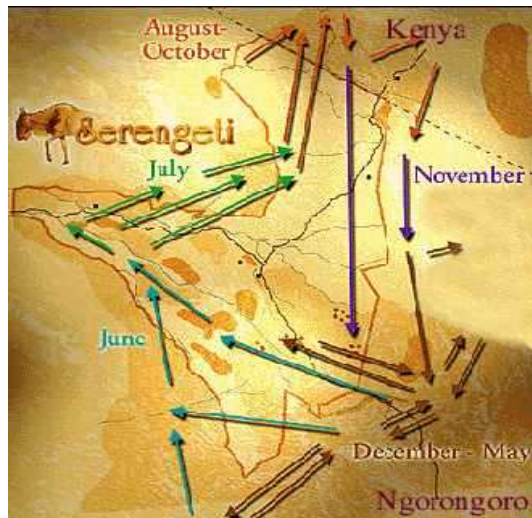 August-
October
Kenya
Serengeti
July
November
June
December - May
Ngorongoro